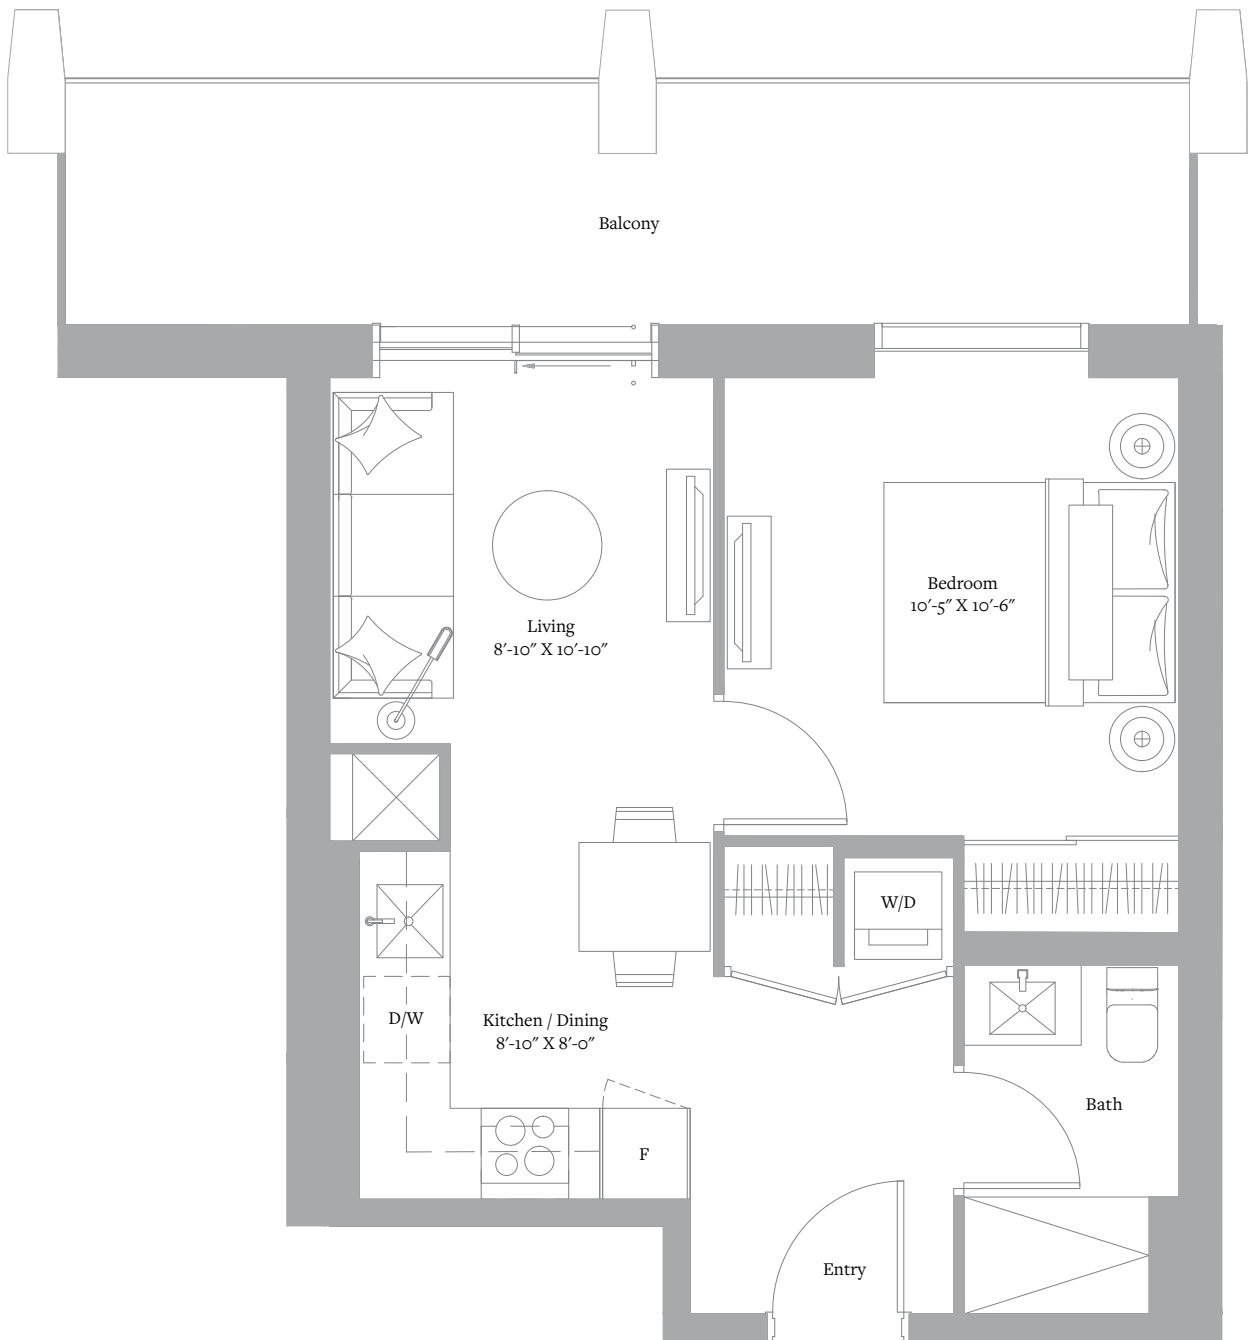 Balcony
Bedroom
10′-5″ X 10′-6″
Living
8′-10″ X 10′-10″
W/D
D/W
Kitchen / Dining
8′-10″ X 8′-0″
Bath
F
Entry